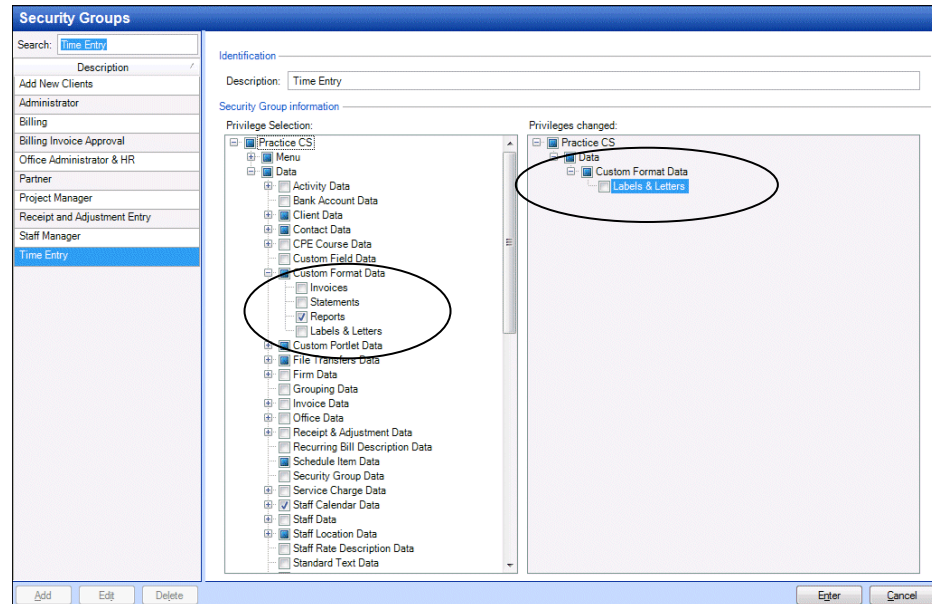 Security Groups
Search: Time Entry
Description
Add New Clients
Administrator
Billing
Billing Invoice Approval
Office Administrator & HR
Partner
Project Manager
Receipt and Adjustment Entry
Staff Manager
Time Entry
Identification
Description: Time Entry
Security Group information
Privilege Selection:
Practice CS
Menu
Data
Activity Data
Bank Account Data
Client Data
Contact Data
CPE Course Data
Custom Field Data
Custom Format Data
Invoices
Statements
Reports
Labels & Letters
Custom Portlet Data
File Transfers Data
Firm Data
Grouping Data
Invoice Data
Office Data
Receipt & Adjustment Data
Recurring Bill Description Data
Schedule Item Data
Security Group Data
Service Charge Data
Staff Calendar Data
Staff Data
Staff Location Data
Staff Rate Description Data
Standard Text Data
Privileges changed:
Practice CS
Data
Custom Format Data
Labels & Letters
Add Edit Delete
Enter Cancel